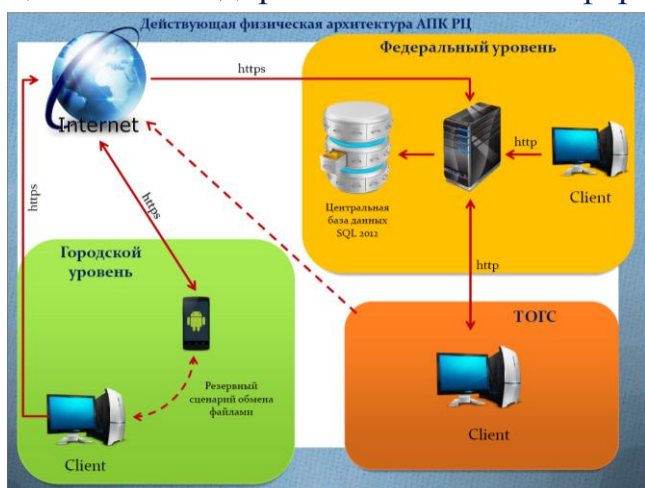 Действующая физическая архитектура АПК РЦ
Федеральный уровень
https
Internet
http
Client
Центральная
база данных
SQL 2012
https
https
http
Городской
уровень
ТОГС
Резервный
сценарий обмена
файлами
Client
Client